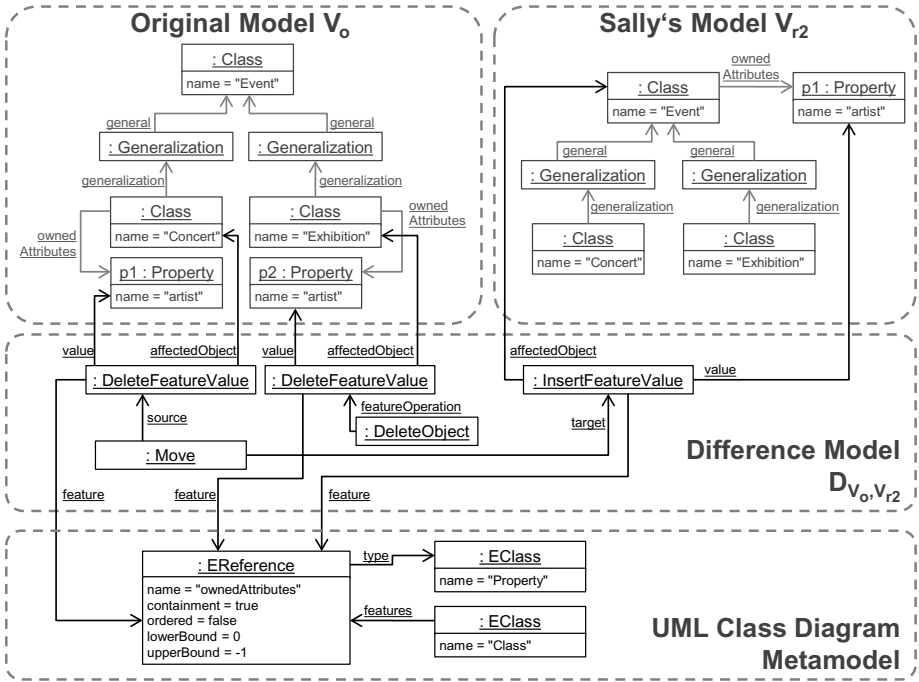 Original Model Vo
: Class
name = "Event"
general
general
: Generalization
: Generalization
generalization
generalization
owned
Attributes
: Class
name = "Concert"
: Class
name = "Exhibition"
owned
Attributes
p1 : Property
name = "artist"
p2 : Property
name = "artist"
Sally‘s Model Vr2
owned
Attributes
: Class
name = "Event"
p1 : Property
name = "artist"
general
general
: Generalization
: Generalization
generalization
generalization
: Class
name = "Concert"
: Class
name = "Exhibition"
value
affectedObject
value
affectedObject
affectedObject
value
: DeleteFeatureValue
: DeleteFeatureValue
: InsertFeatureValue
source
featureOperation
: DeleteObject
target
: Move
feature
feature
feature
Difference Model
DVo,Vr2
: EReference
name = "ownedAttributes"
containment = true
ordered = false
lowerBound = 0
upperBound = -1
type
: EClass
name = "Property"
features
: EClass
name = "Class"
UML Class Diagram
Metamodel